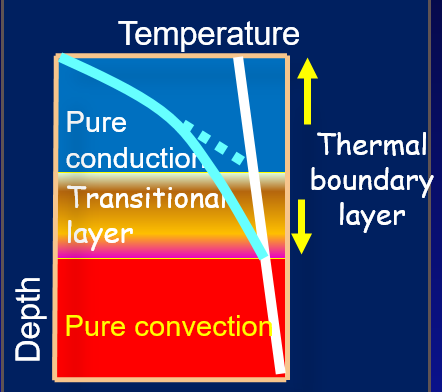 Temperature
Pure
conduction
Transitional
layer
Pure convection
Thermal
boundary
layer
Depth